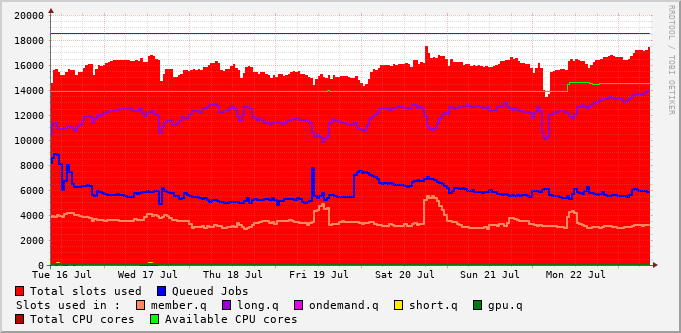 20000
18000
16000
14000
12000
10000
8000
6000
4000
2000
0
Tue 16 Jul Wed 17 Jul Thu 18 Jul Fri 19 Jul Sat 20 Jul Sun 21 Jul Mon 22 Jul
Total slots used Queued Jobs
Slots used in : member.q long.q ondemand.q short.q gpu.q
Total CPU cores Available CPU cores
RRDTOOL / TOBI OETIKER